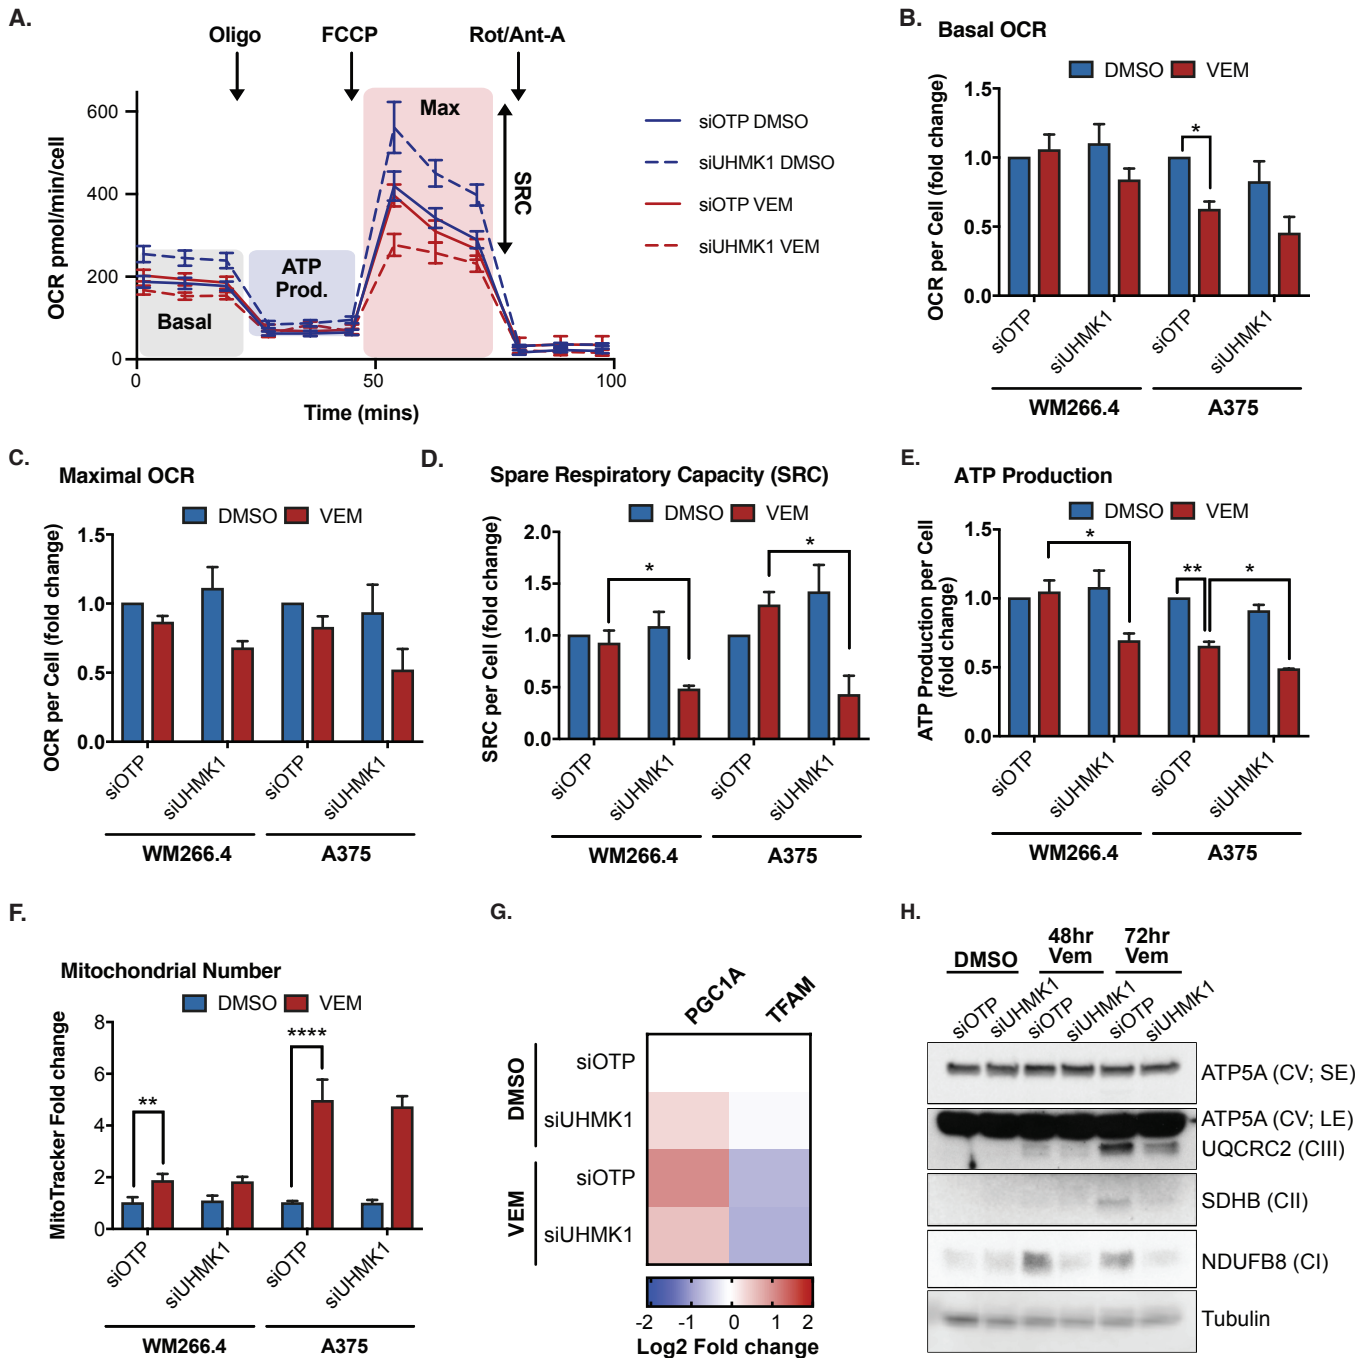 A.
Oligo
FCCP
Rot/Ant-A
OCR pmol/min/cell
600
400
200
0
Max
SRC
ATP
Prod.
Basal
0
50
100
Time (mins)
siOTP DMSO
siUHMK1 DMSO
siOTP VEM
siUHMK1 VEM
B.
Basal OCR
DMSO
VEM
OCR per Cell (fold change)
1.5
1.0
0.5
0.0
*
siOTP
siUHMK1
siOTP
siUHMK1
WM266.4
A375
C.
Maximal OCR
DMSO
VEM
OCR per Cell (fold change)
1.5
1.0
0.5
0.0
siOTP
siUHMK1
siOTP
siUHMK1
WM266.4
A375
D.
Spare Respiratory Capacity (SRC)
DMSO
VEM
SRC per Cell (fold change)
2.0
1.5
1.0
0.5
0.0
*
*
siOTP
siUHMK1
siOTP
siUHMK1
WM266.4
A375
E.
ATP Production
DMSO
VEM
ATP Production per Cell
(fold change)
1.5
1.0
0.5
0.0
*
**
*
siOTP
siUHMK1
siOTP
siUHMK1
WM266.4
A375
F.
Mitochondrial Number
DMSO
VEM
MitoTracker Fold change
8
6
4
2
0
**
****
siOTP
siUHMK1
siOTP
siUHMK1
WM266.4
A375
G.
PGC1A
TFAM
DMSO
siOTP
siUHMK1
VEM
siOTP
siUHMK1
-2
-1
0
1
2
Log2 Fold change
H.
DMSO
48hr
Vem
72hr
Vem
siOTP
siUHMK1
siOTP
siUHMK1
siOTP
siUHMK1
ATP5A (CV; SE)
ATP5A (CV; LE)
UQCRC2 (CIII)
SDHB (CII)
NDUFB8 (CI)
Tubulin